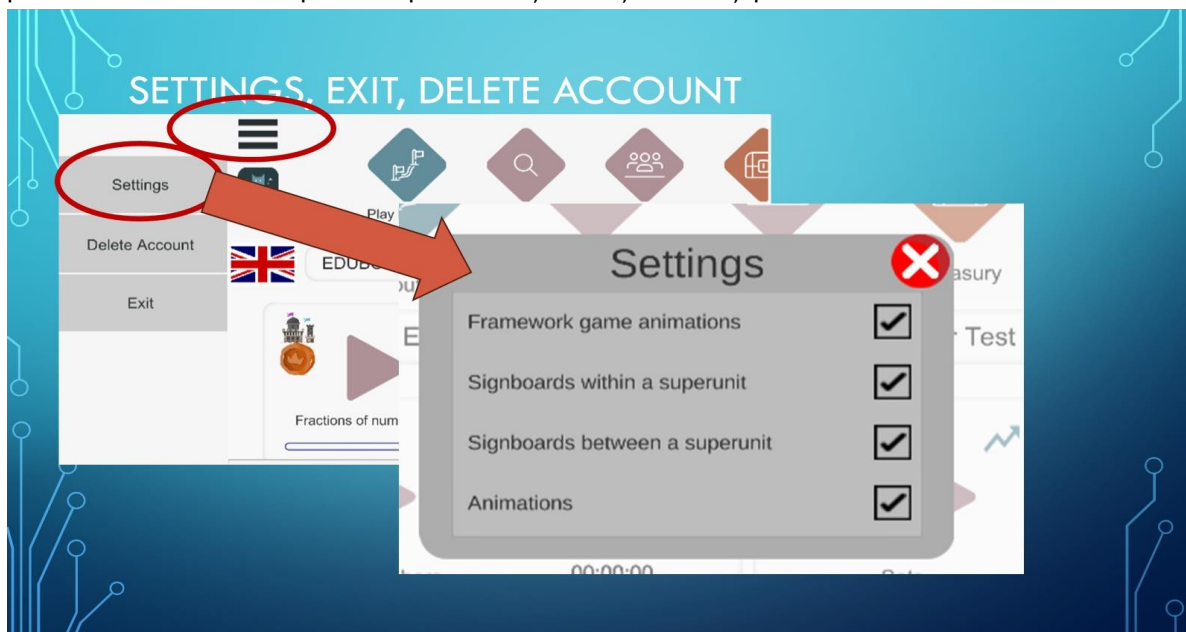 SETTINGS, EXIT, DELETE ACCOUNT
Settings
Delete Account
Exit
Play
Fractions of num
Settings
asury
Test
Framework game animations
Signboards within a superunit
Signboards between a superunit
Animations
00:00:00